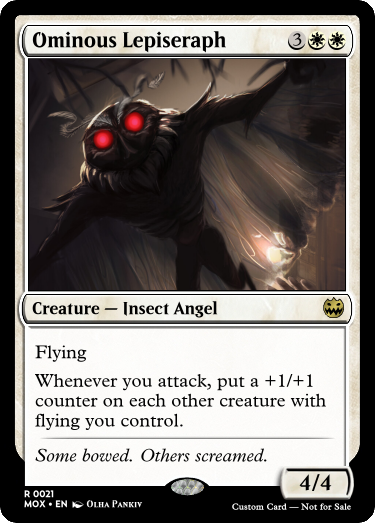 Ominous Lepiseraph 3
Creature — Insect Angel
Flying
Whenever you attack, put a +1/+1
counter on each other creature with
flying you control.
Some bowed. Others screamed.
4/4
R 0021
MOX • EN Olha Pankiv
Custom Card — Not for Sale